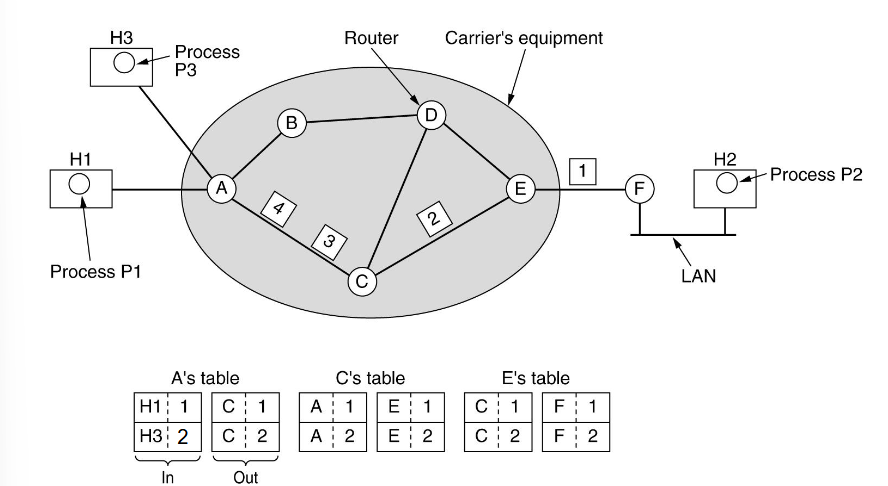 H3
Process
P3
Router
Carrier's equipment
B
D
H1
A
E
1
F
H2
Process P2
4
3
2
Process P1
C
LAN
A's table
C's table
E's table
H1 1 C 1 A 1 E 1 C 1 F 1
H3 2 C 2 A 2 E 2 C 2 F 2
In
Out